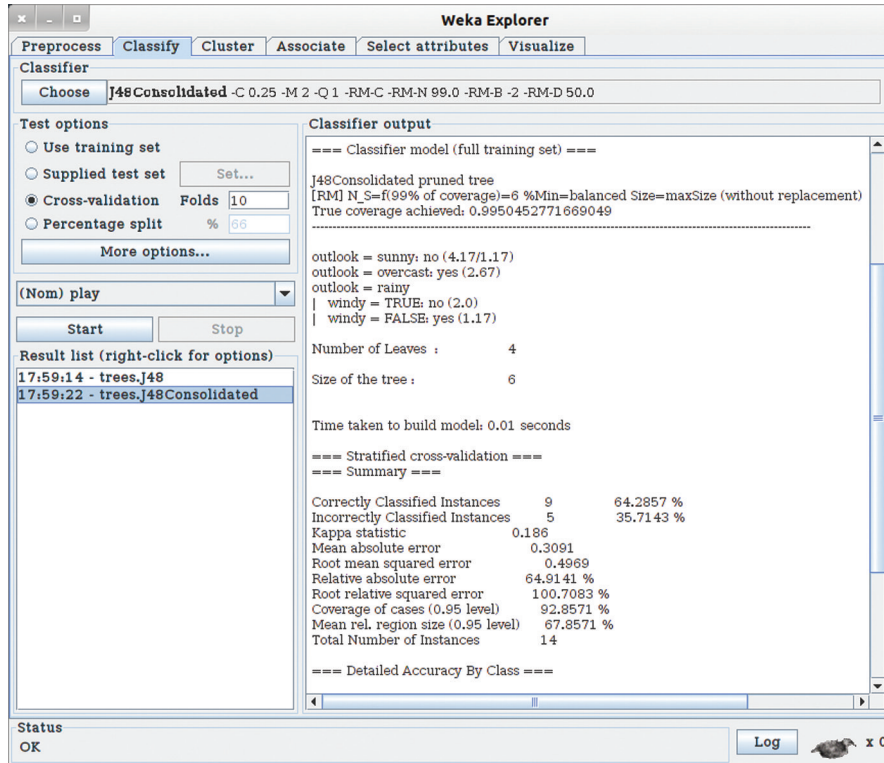 Weka Explorer
Preprocess Classify Cluster Associate Select attributes Visualize
Classifier
Choose J48Consolidated -C 0.25 -M 2 -Q 1 -RM-C -RM-N 99.0 -RM-B -2 -RM-D 50.0
Test options
Use training set
Supplied test set Set...
Cross-validation Folds 10
Percentage split % 66
More options...
(Nom) play
Start Stop
Result list (right-click for options)
17:59:14 - trees.J48
17:59:22 - trees.J48Consolidated
Classifier output
=== Classifier model (full training set) ===
J48Consolidated pruned tree
[RM] N_S=f(99% of coverage)=6 %Min=balanced Size=maxSize (without replacement)
True coverage achieved: 0.9950452771669049
outlook = sunny: no (4.17/1.17)
outlook = overcast: yes (2.67)
outlook = rainy
| windy = TRUE: no (2.0)
| windy = FALSE: yes (1.17)
Number of Leaves : 4
Size of the tree : 6
Time taken to build model: 0.01 seconds
=== Stratified cross-validation ===
=== Summary ===
Correctly Classified Instances 9 64.2857 %
Incorrectly Classified Instances 5 35.7143 %
Kappa statistic 0.186
Mean absolute error 0.3091
Root mean squared error 0.4969
Relative absolute error 64.9141 %
Root relative squared error 100.7083 %
Coverage of cases (0.95 level) 92.8571 %
Mean rel. region size (0.95 level) 67.8571 %
Total Number of Instances 14
=== Detailed Accuracy By Class ===
Status
OK
Log
x 0